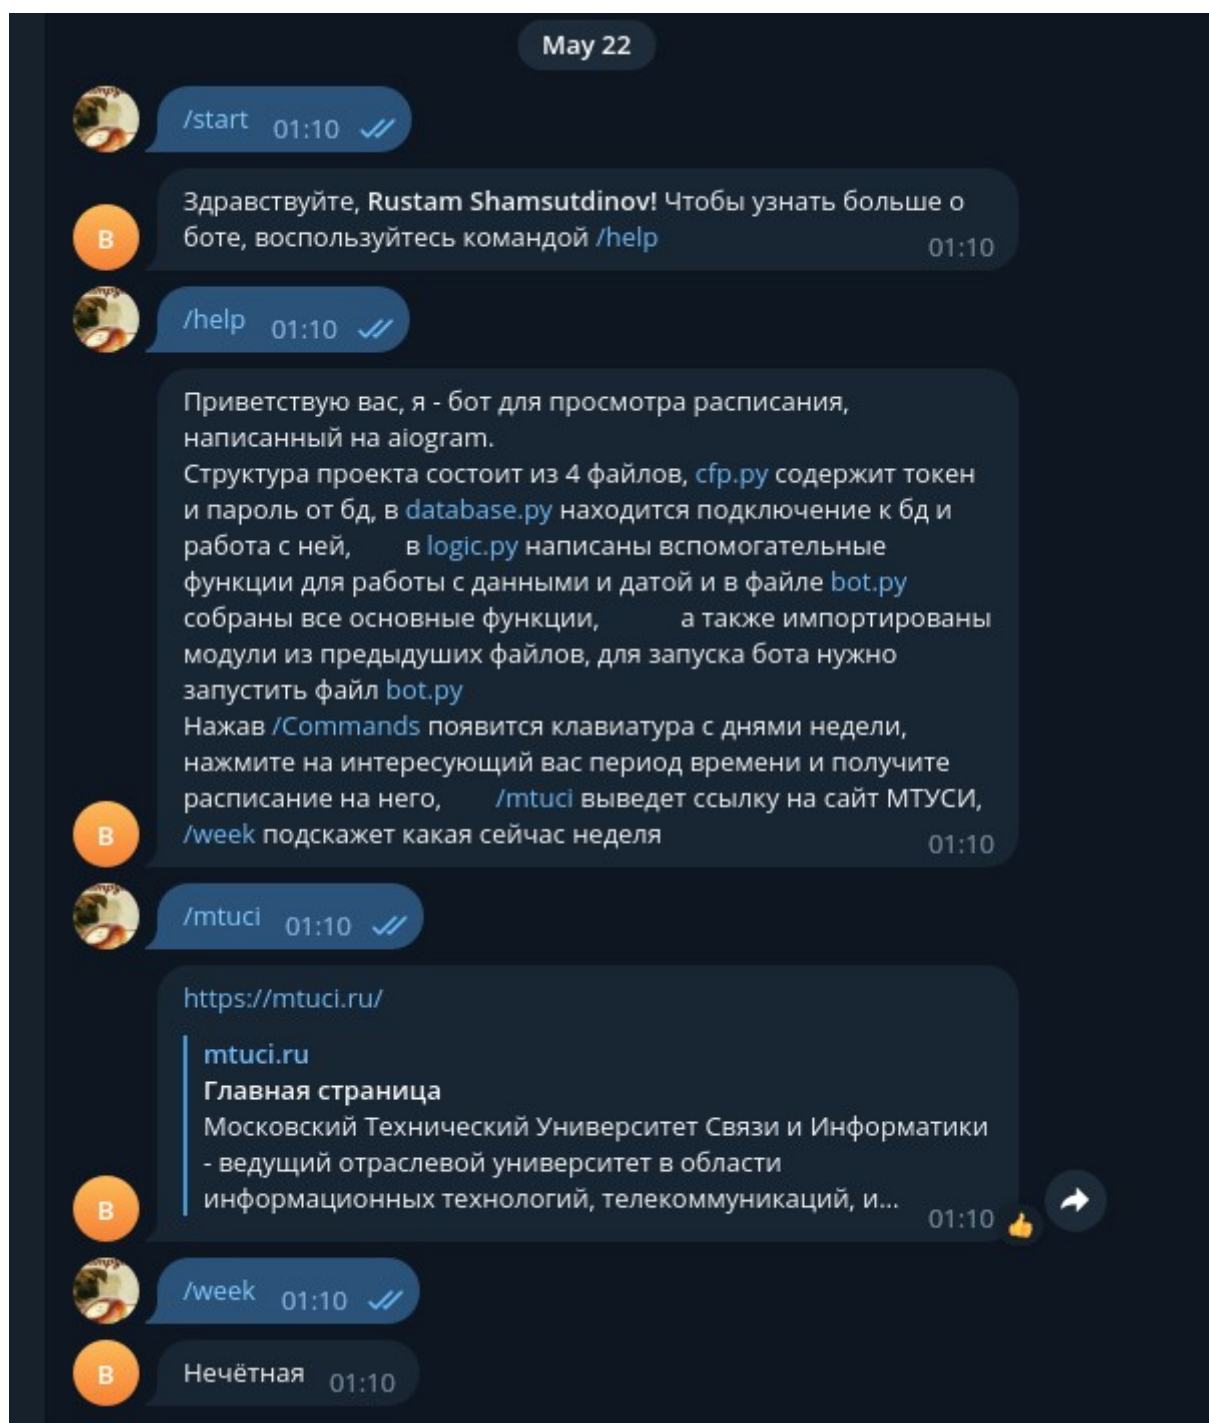 May 22
/start 01:10
Здравствуйте, Rustam Shamsutdinov! Чтобы узнать больше о
боте, воспользуйтесь командой /help 01:10
B
/help 01:10
Приветствую вас, я - бот для просмотра расписания,
написанный на aiogram.
Структура проекта состоит из 4 файлов, cfp.py содержит токен
и пароль от бд, в database.py находится подключение к бд и
работа с ней, в logic.py написаны вспомогательные
функции для работы с данными и датой и в файле bot.py
собраны все основные функции, а также импортированы
модули из предыдуших файлов, для запуска бота нужно
запустить файл bot.py
Нажав /Commands появится клавиатура с днями недели,
нажмите на интересующий вас период времени и получите
расписание на него, /mtuci выведет ссылку на сайт МТУСИ,
/week подскажет какая сейчас неделя 01:10
B
/mtuci 01:10
https://mtuci.ru/
mtuci.ru
Главная страница
Московский Технический Университет Связи и Информатики
- ведущий отраслевой университет в области
информационных технологий, телекоммуникаций, и... 01:10
B
/week 01:10
B
Нечётная 01:10